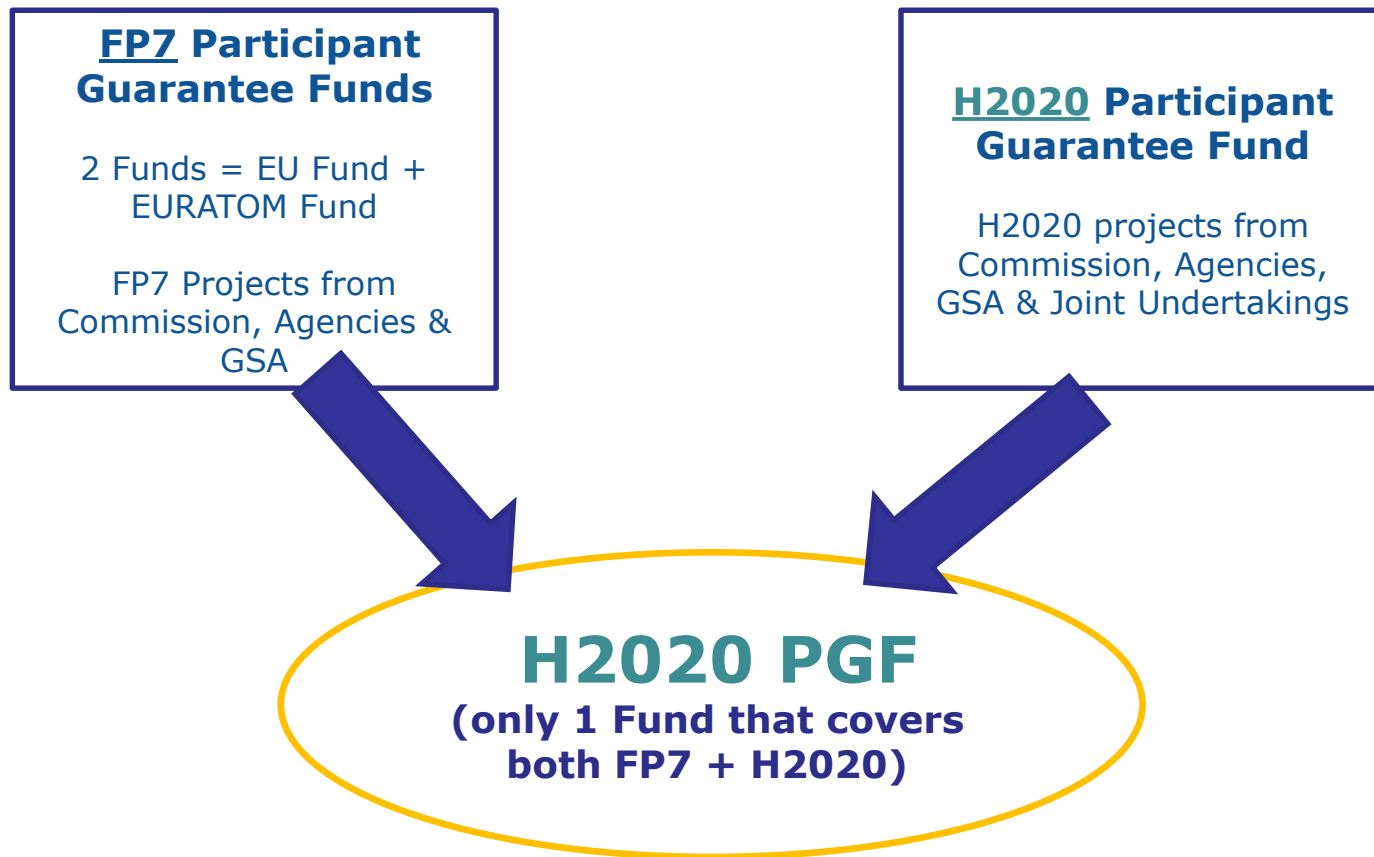 FP7 Participant
Guarantee Funds
2 Funds = EU Fund +
EURATOM Fund
FP7 Projects from
Commission, Agencies &
GSA
H2020 Participant
Guarantee Fund
H2020 projects from
Commission, Agencies,
GSA & Joint Undertakings
H2020 PGF
(only 1 Fund that covers
both FP7 + H2020)